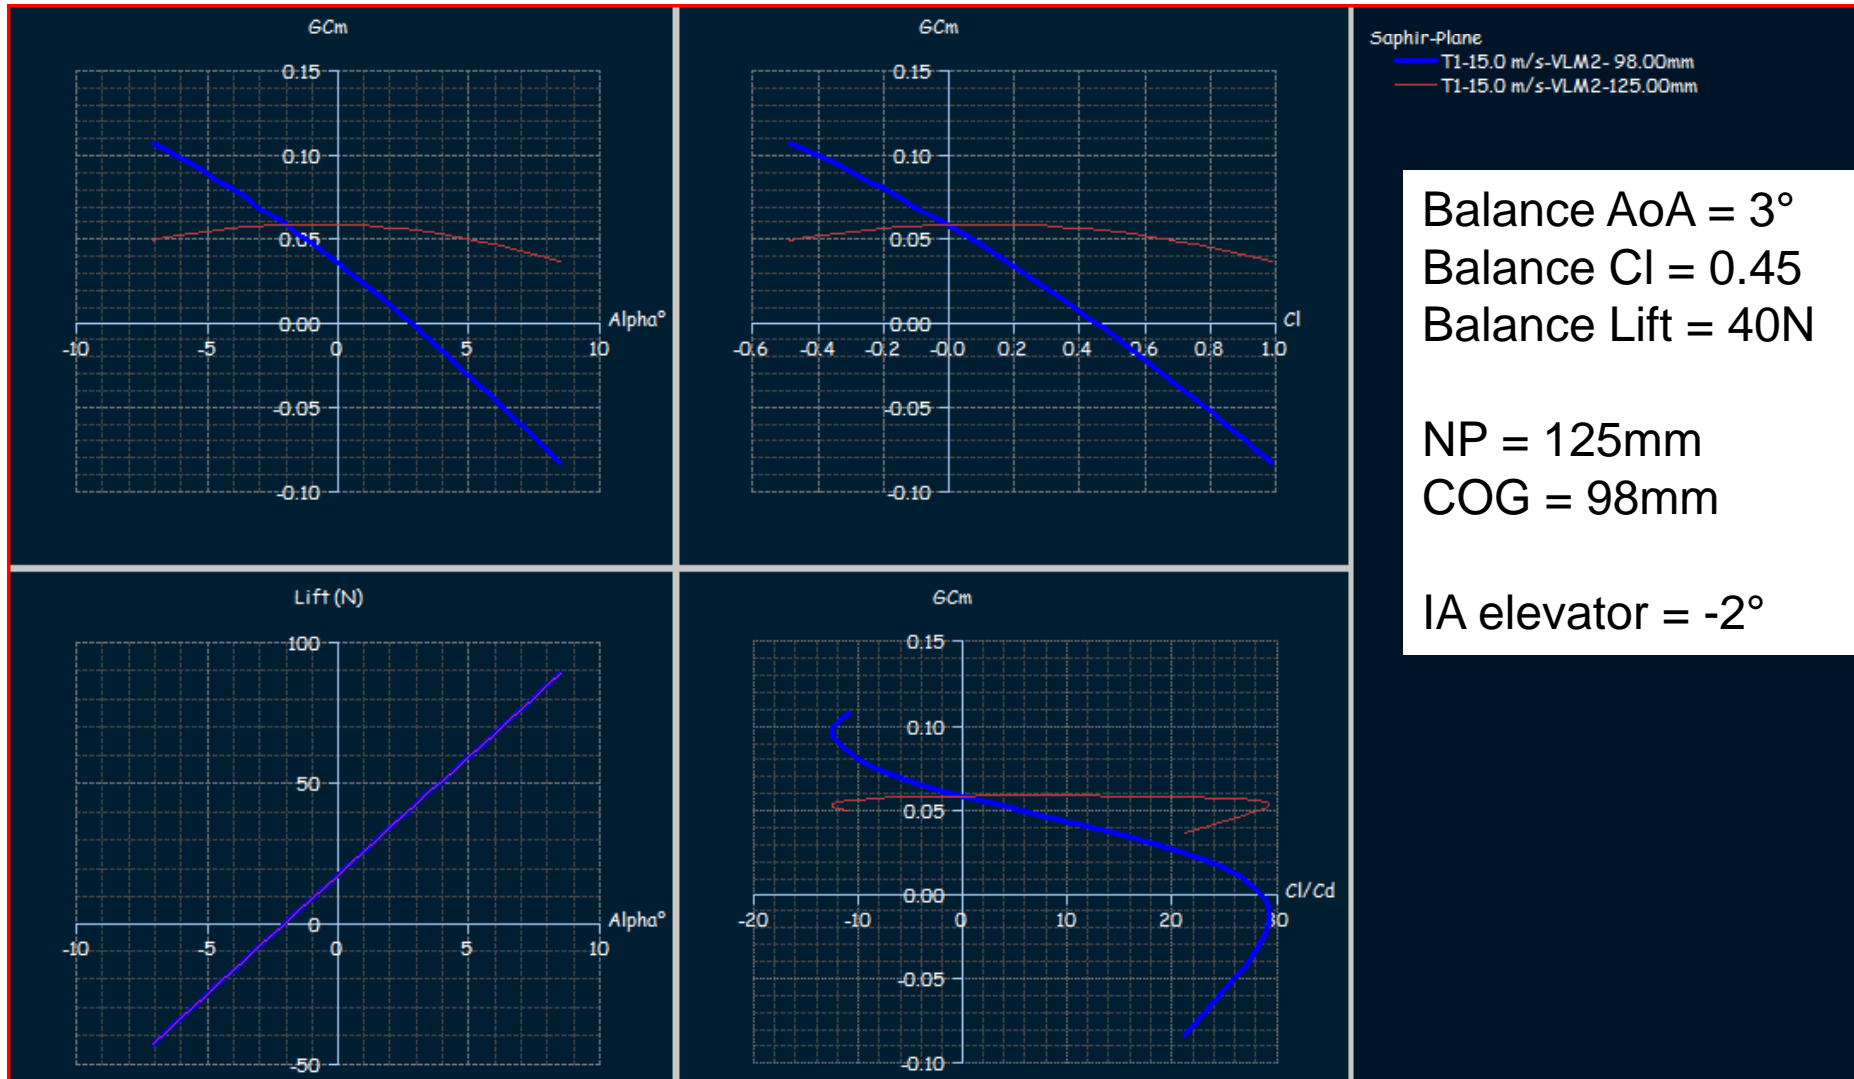 GCm
0.15
0.10
0.05
0.00
-0.05
-0.10
-10
-5
0
5
10
Alpha°
GCm
0.15
0.10
0.05
0.00
-0.05
-0.10
-0.6
-0.4
-0.2
-0.0
0.2
0.4
0.6
0.8
1.0
Cl
Saphir-Plane
T1-15.0 m/s-VLM2- 98.00mm
T1-15.0 m/s-VLM2-125.00mm
Balance AoA = 3°
Balance Cl = 0.45
Balance Lift = 40N
NP = 125mm
COG = 98mm
IA elevator = -2°
Lift (N)
100
50
0
-50
-10
-5
0
5
10
Alpha°
GCm
0.15
0.10
0.05
0.00
-0.05
-0.10
-20
-10
0
10
20
30
Cl/Cd